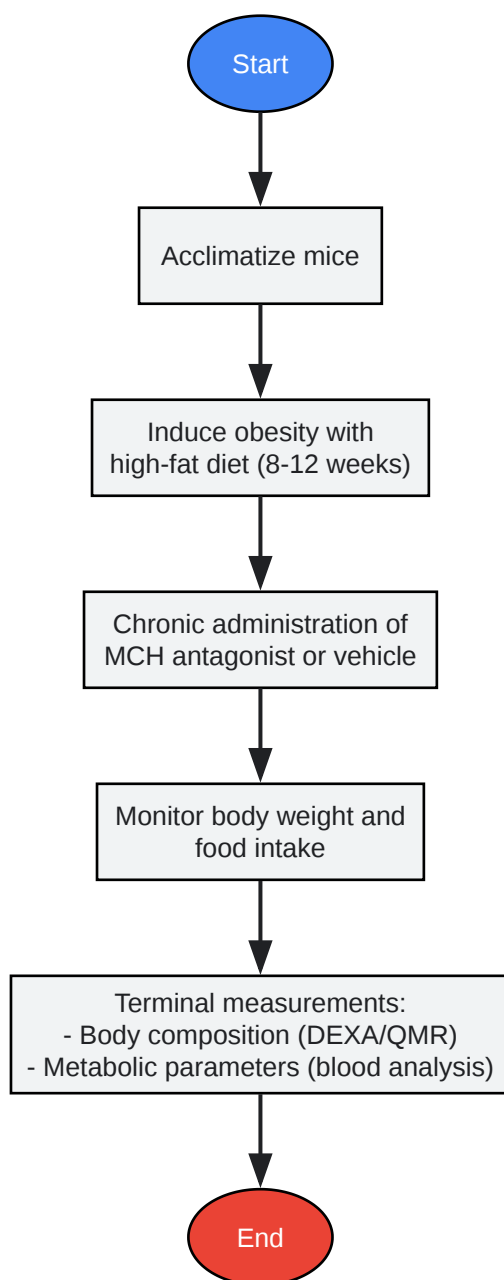 Start
Acclimatize mice
Induce obesity with
high-fat diet (8-12 weeks)
Chronic administration of
MCH antagonist or vehicle
Monitor body weight and
food intake
Terminal measurements:
- Body composition (DEXA/QMR)
- Metabolic parameters (blood analysis)
End